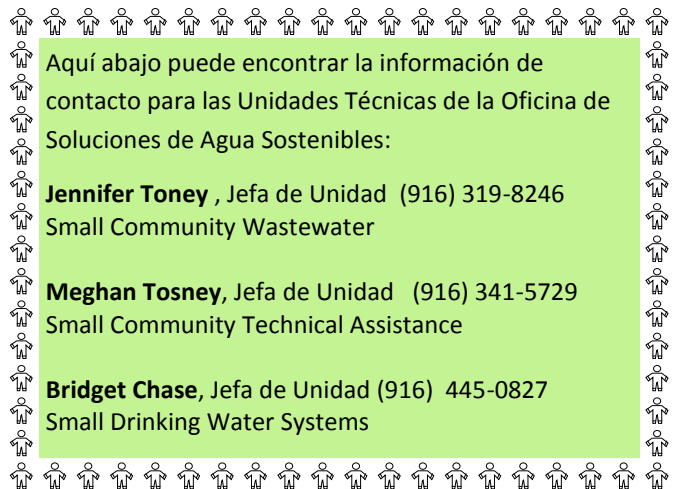 Aquí abajo puede encontrar la información de
contacto para las Unidades Técnicas de la Oficina de
Soluciones de Agua Sostenibles:
Jennifer Toney , Jefa de Unidad (916) 319-8246
Small Community Wastewater
Meghan Tosney, Jefa de Unidad (916) 341-5729
Small Community Technical Assistance
Bridget Chase, Jefa de Unidad (916) 445-0827
Small Drinking Water Systems